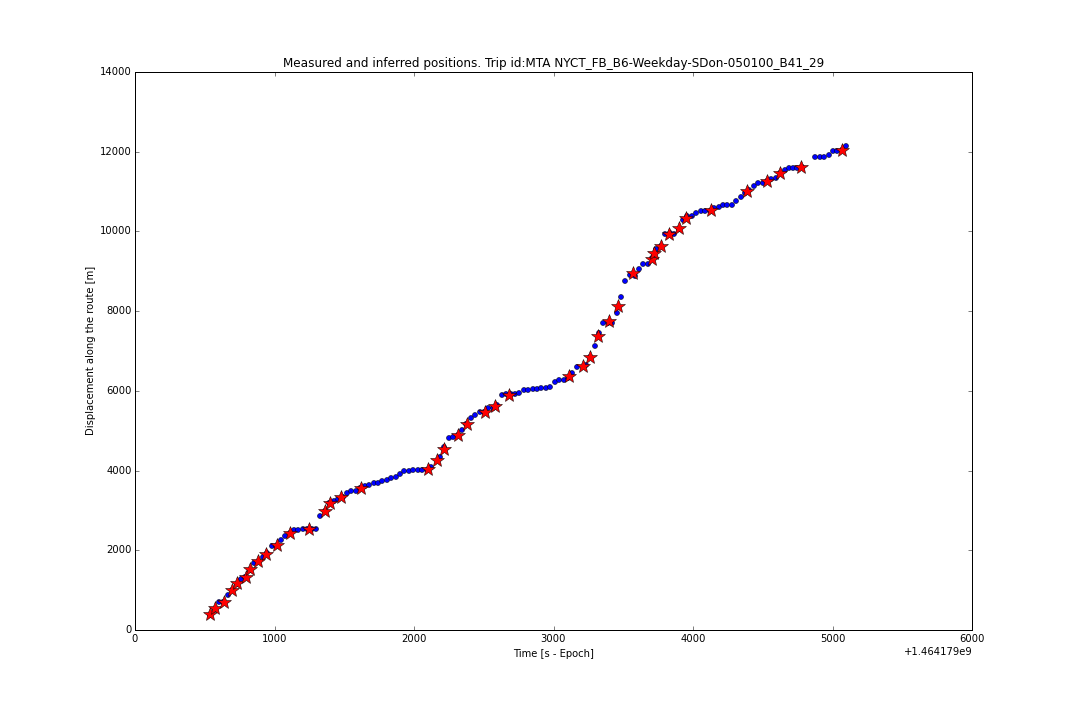 Measured and inferred positions. Trip id:MTA NYCT_FB_B6-Weekday-SDon-050100_B41_29
14000
12000
10000
8000
6000
4000
2000
0
Displacement along the route [m]
0 1000 2000 3000 4000 5000 6000
Time [s - Epoch]
+1.464179e9